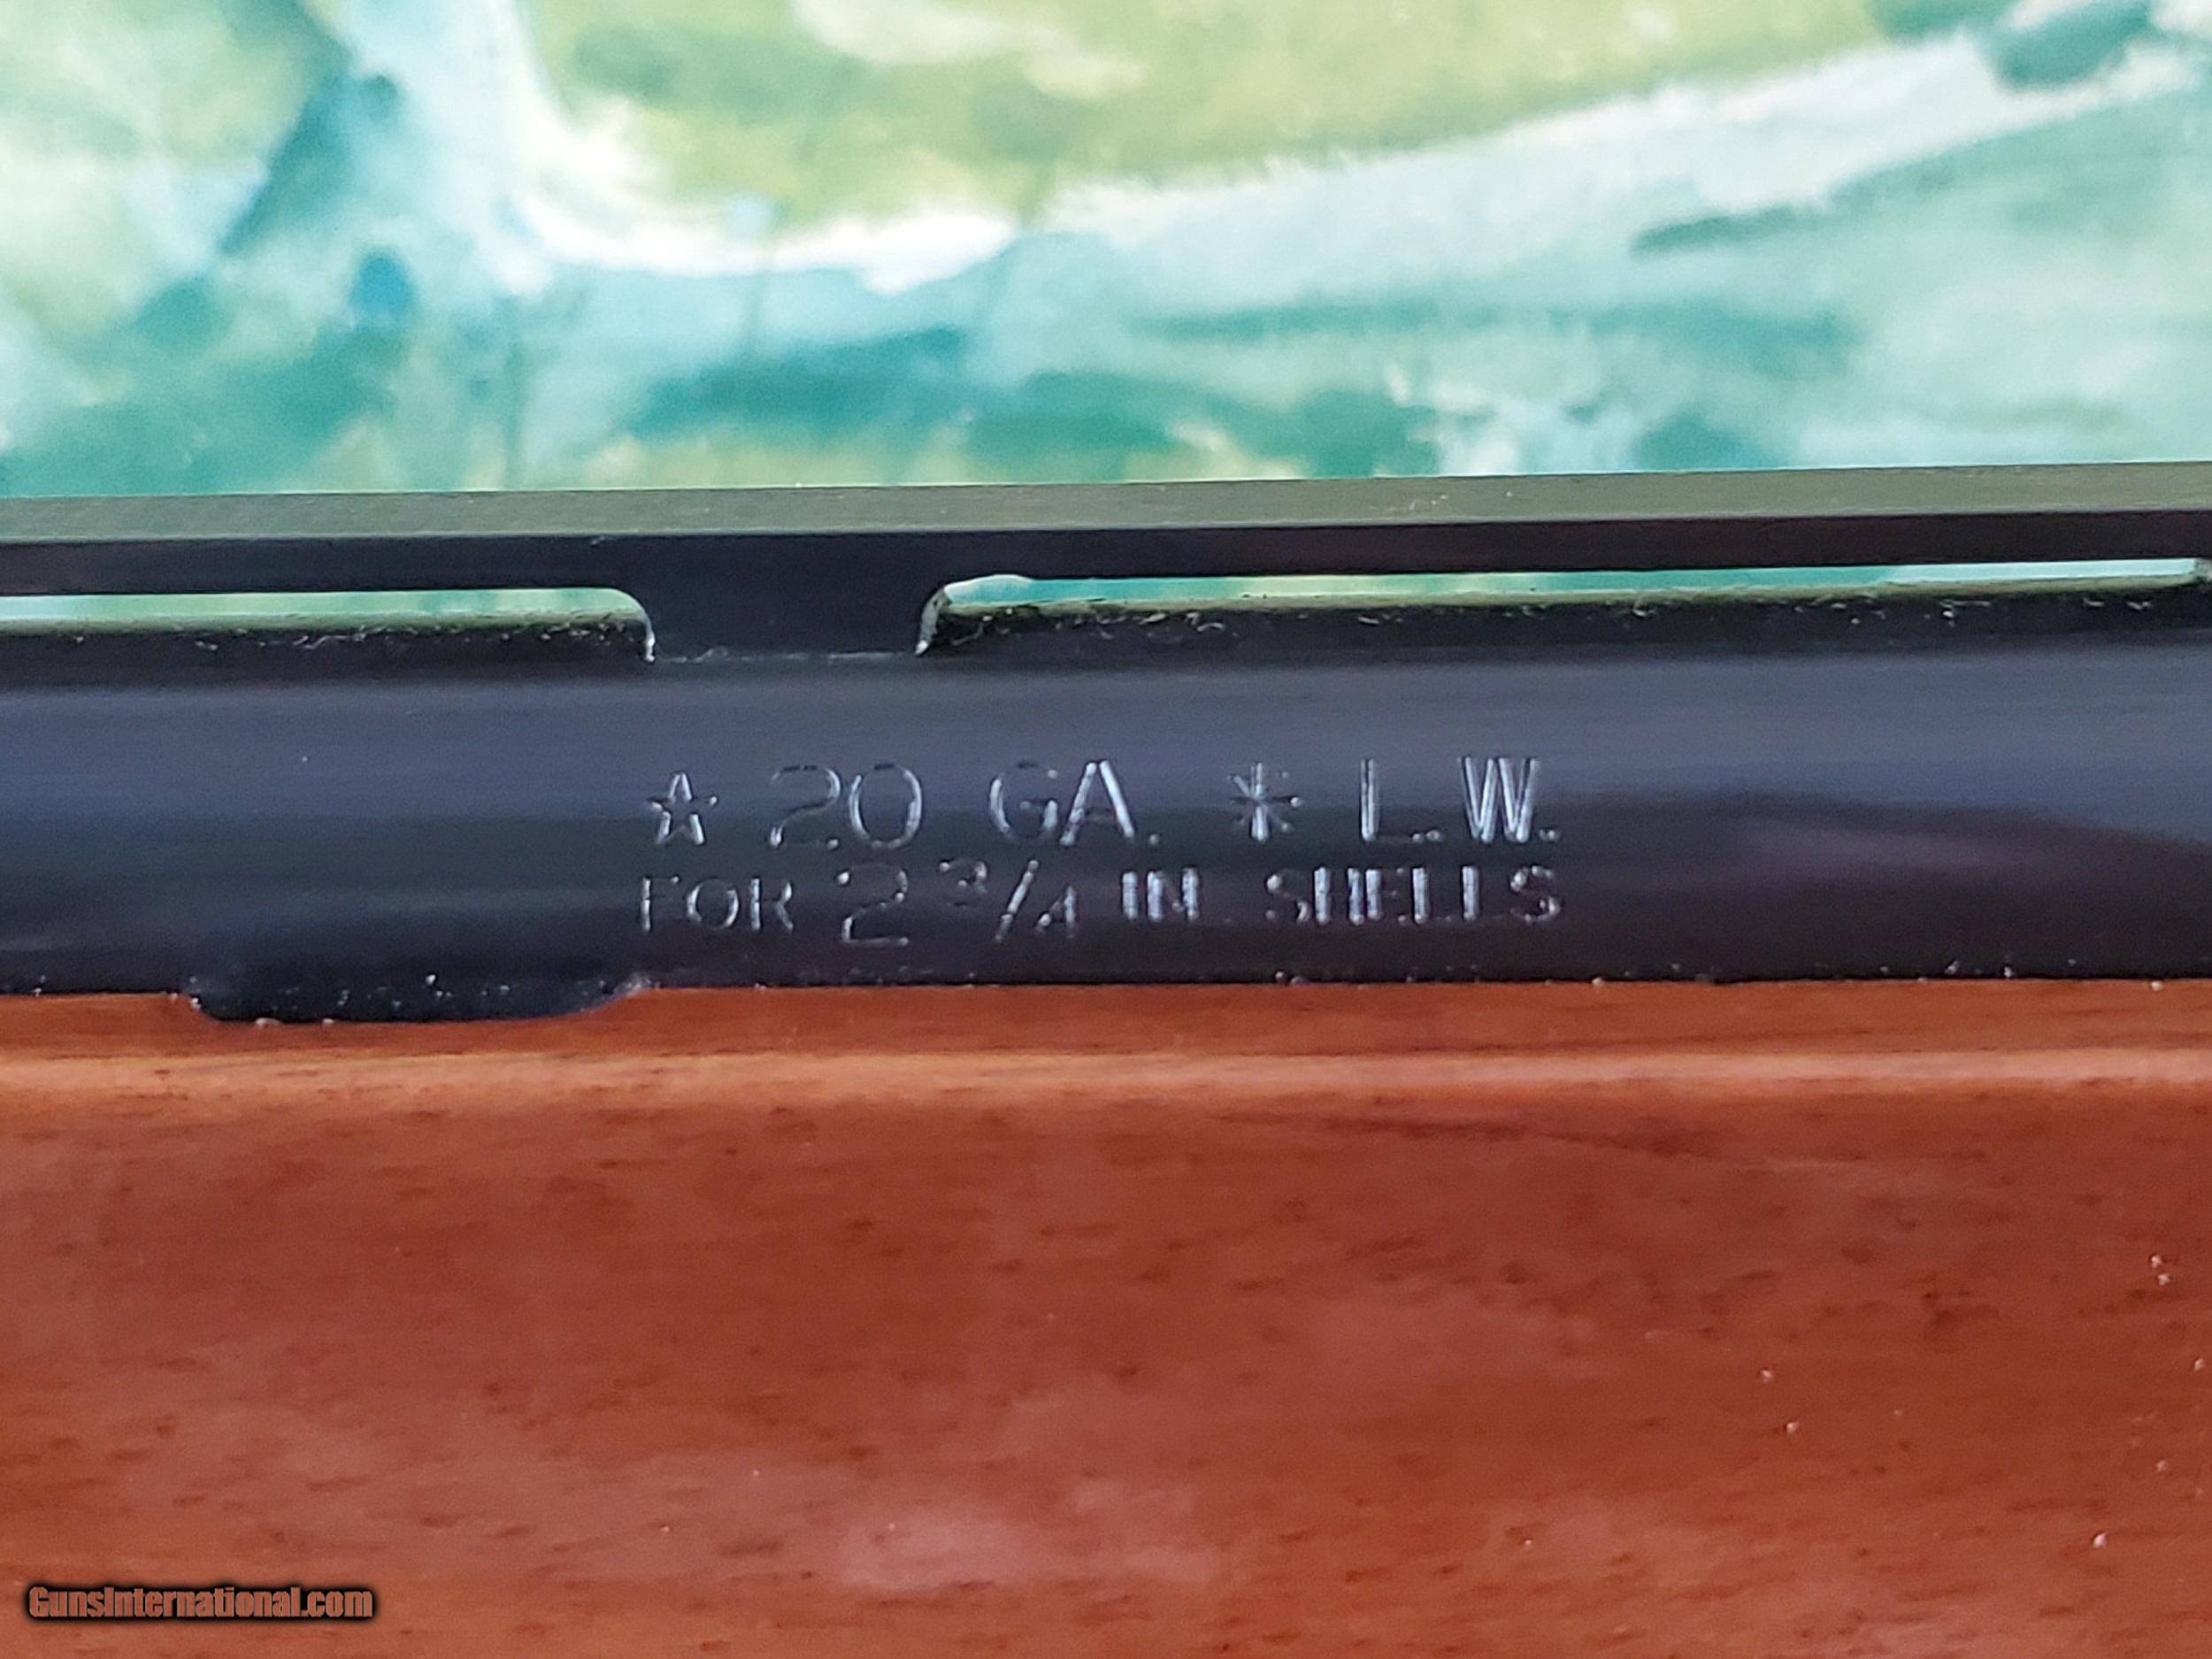 ☆ 20 GA. * L.W.
FOR 2 3/4 IN. SHELLS
GunsInternational.com